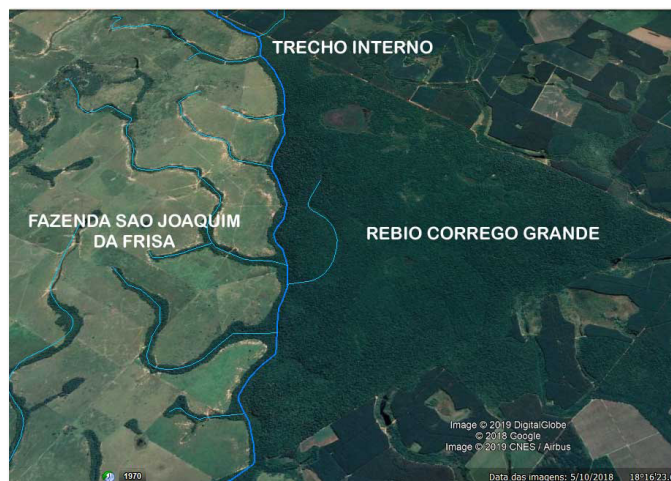 TRECHO INTERNO
FAZENDA SAO JOAQUIM
DA FRISA
REBIO CORREGO GRANDE
Image © 2019 DigitalGlobe
© 2018 Google
Image © 2019 CNES / Airbus
1970
Data das imagens: 5/10/2018 18°16'23.